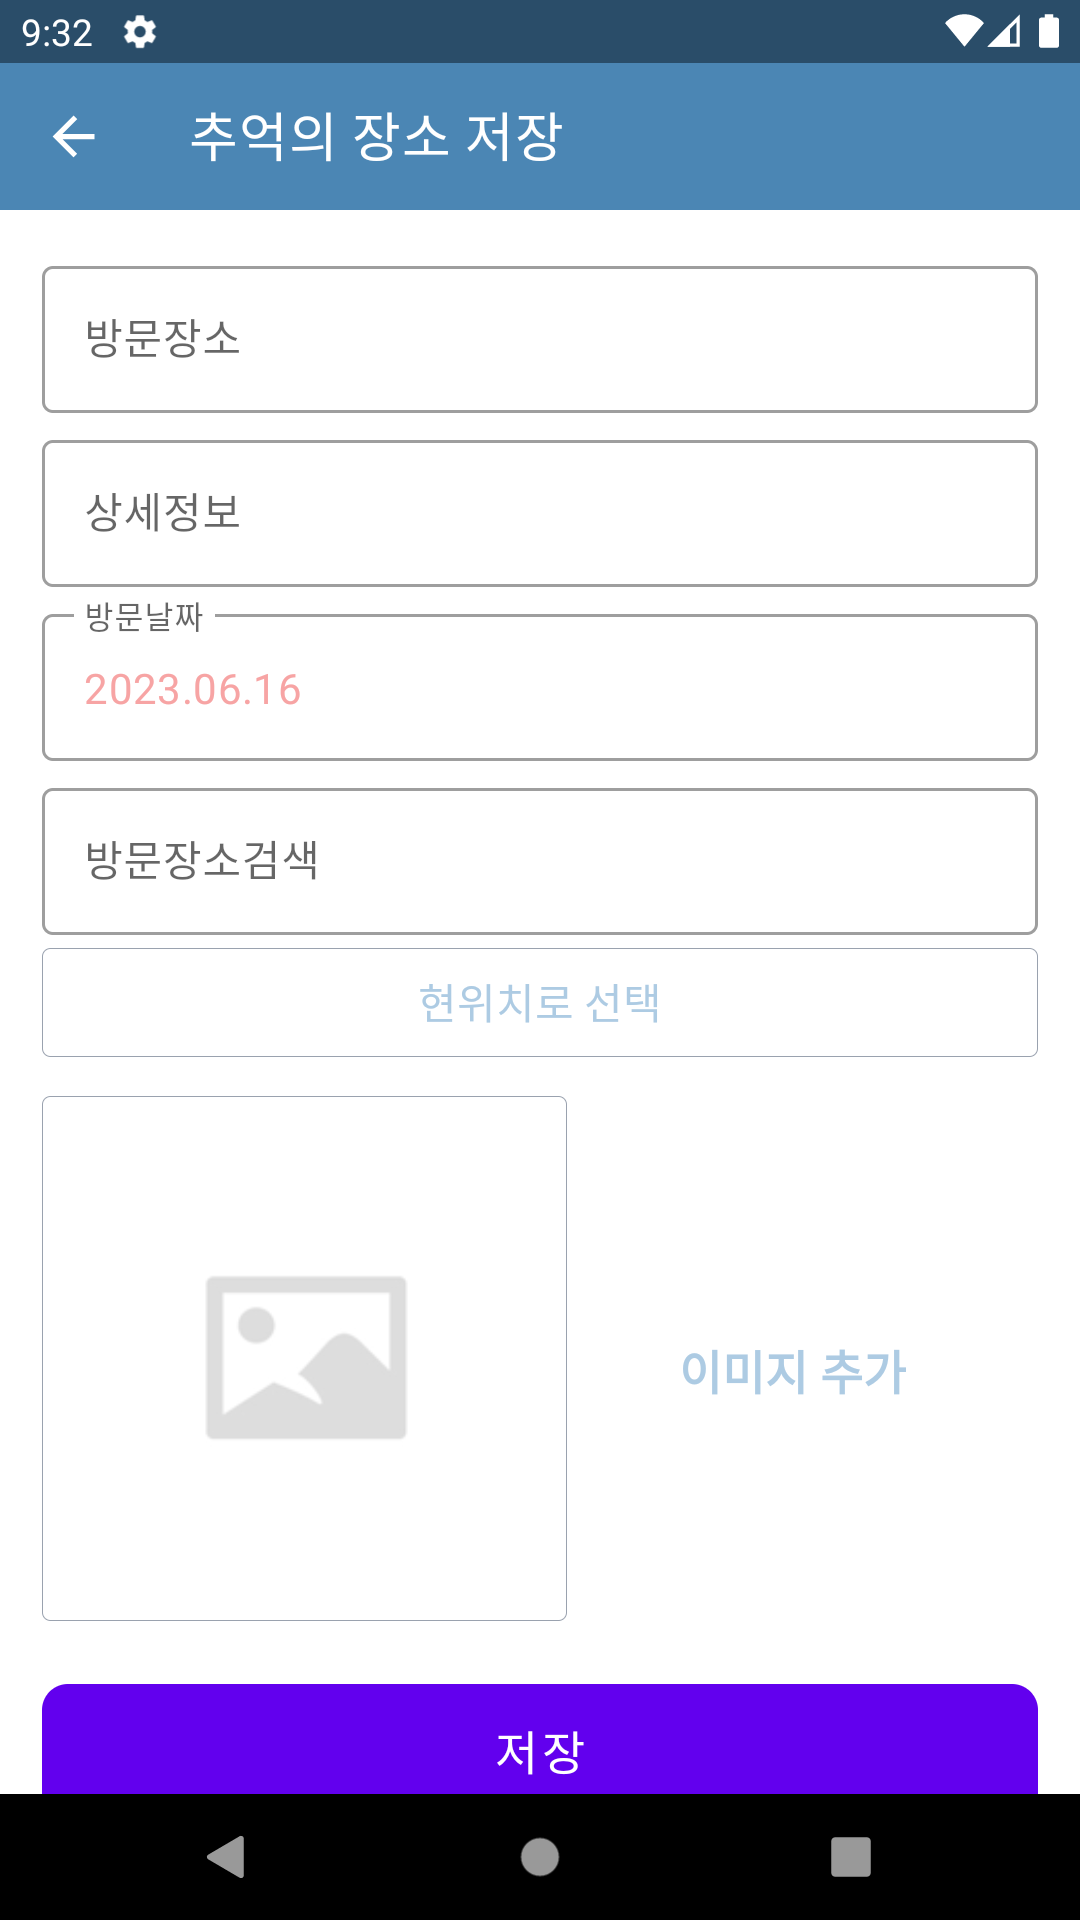 9:32
추억의 장소 저장
방문장소
상세정보
방문날짜
2023.06.16
방문장소검색
현위치로 선택
이미지 추가
저장